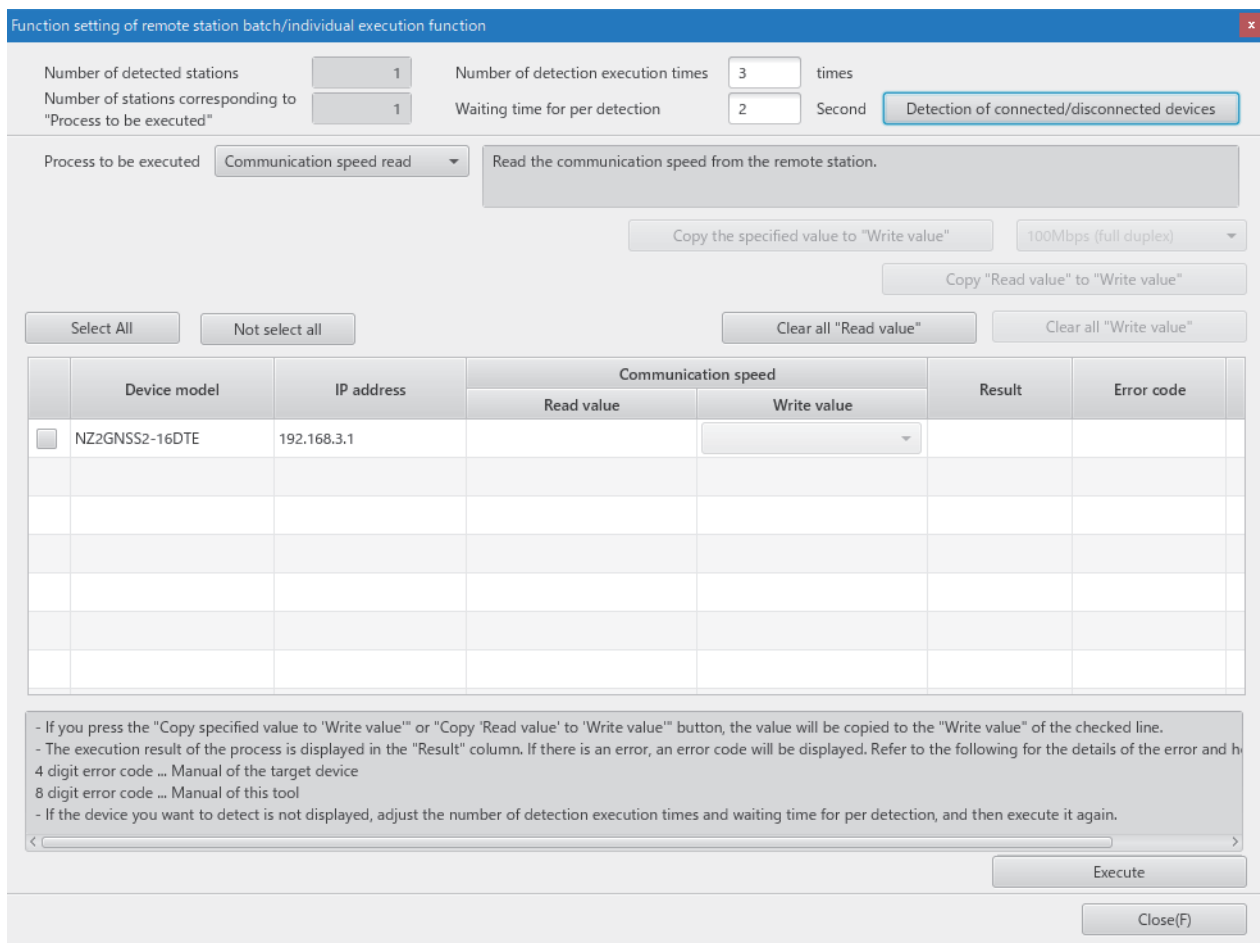 Function setting of remote station batch/individual execution function
x
Number of detected stations 1 Number of detection execution times 3 times
Number of stations corresponding to "Process to be executed" 1 Waiting time for per detection 2 Second Detection of connected/disconnected devices
Process to be executed Communication speed read Read the communication speed from the remote station.
Copy the specified value to "Write value" 100Mbps (full duplex)
Copy "Read value" to "Write value"
Select All Not select all Clear all "Read value" Clear all "Write value"
Device model IP address Communication speed Result Error code
Read value Write value
NZ2GNSS2-16DTE 192.168.3.1
- If you press the "Copy specified value to 'Write value'" or "Copy 'Read value' to 'Write value'" button, the value will be copied to the "Write value" of the checked line.
- The execution result of the process is displayed in the "Result" column. If there is an error, an error code will be displayed. Refer to the following for the details of the error and
4 digit error code ... Manual of the target device
8 digit error code ... Manual of this tool
- If the device you want to detect is not displayed, adjust the number of detection execution times and waiting time for per detection, and then execute it again.
Execute
Close(F)